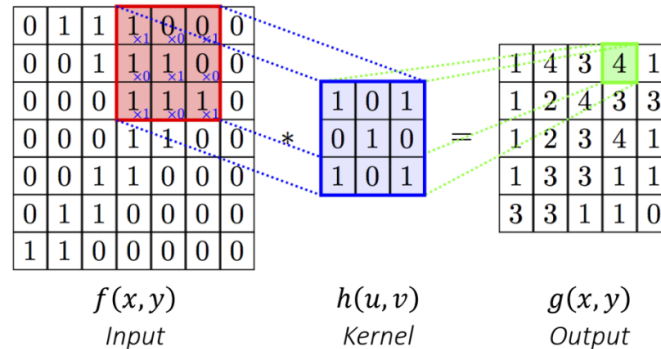 0 1 1 1×1 0×0 0×1 0
0 0 1 1×0 1×1 0×0 0
0 0 0 1×1 1×0 1×1 0
0 0 0 1 1 0 0
0 0 1 1 0 0 0
0 1 1 0 0 0 0
1 1 0 0 0 0 0
f(x, y)
Input
*
1 0 1
0 1 0
1 0 1
h(u, v)
Kernel
=
1 4 3 4 1
1 2 4 3 3
1 2 3 4 1
1 3 3 1 1
3 3 1 1 0
g(x, y)
Output